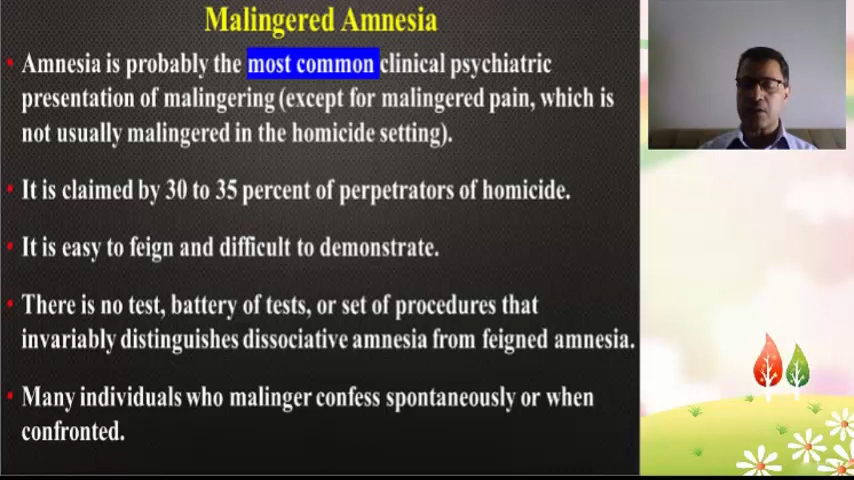 Malingered Amnesia
• Amnesia is probably the most common clinical psychiatric
presentation of malingering (except for malingered pain, which is
not usually malingered in the homicide setting).
• It is claimed by 30 to 35 percent of perpetrators of homicide.
• It is easy to feign and difficult to demonstrate.
• There is no test, battery of tests, or set of procedures that
invariably distinguishes dissociative amnesia from feigned amnesia.
• Many individuals who malinger confess spontaneously or when
confronted.